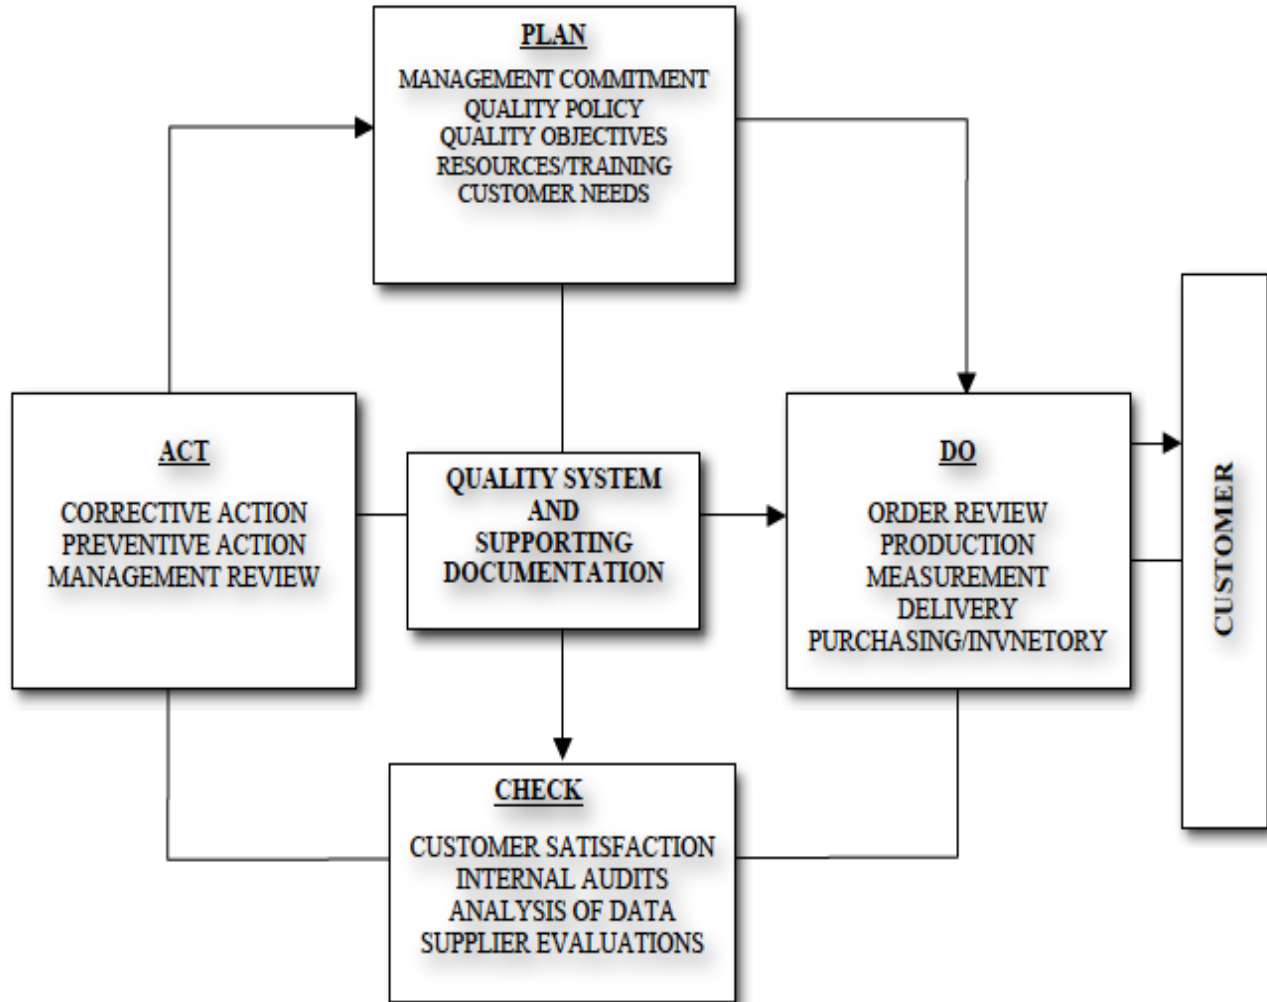 PLAN
MANAGEMENT COMMITMENT
QUALITY POLICY
QUALITY OBJECTIVES
RESOURCES/TRAINING
CUSTOMER NEEDS
ACT
CORRECTIVE ACTION
PREVENTIVE ACTION
MANAGEMENT REVIEW
QUALITY SYSTEM
AND
SUPPORTING
DOCUMENTATION
DO
ORDER REVIEW
PRODUCTION
MEASUREMENT
DELIVERY
PURCHASING/INVNETORY
CUSTOMER
CHECK
CUSTOMER SATISFACTION
INTERNAL AUDITS
ANALYSIS OF DATA
SUPPLIER EVALUATIONS